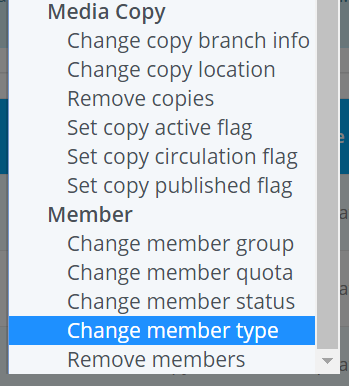 Media Copy
Change copy branch info
Change copy location
Remove copies
Set copy active flag
Set copy circulation flag
Set copy published flag
Member
Change member group
Change member quota
Change member status
Change member type
Remove members